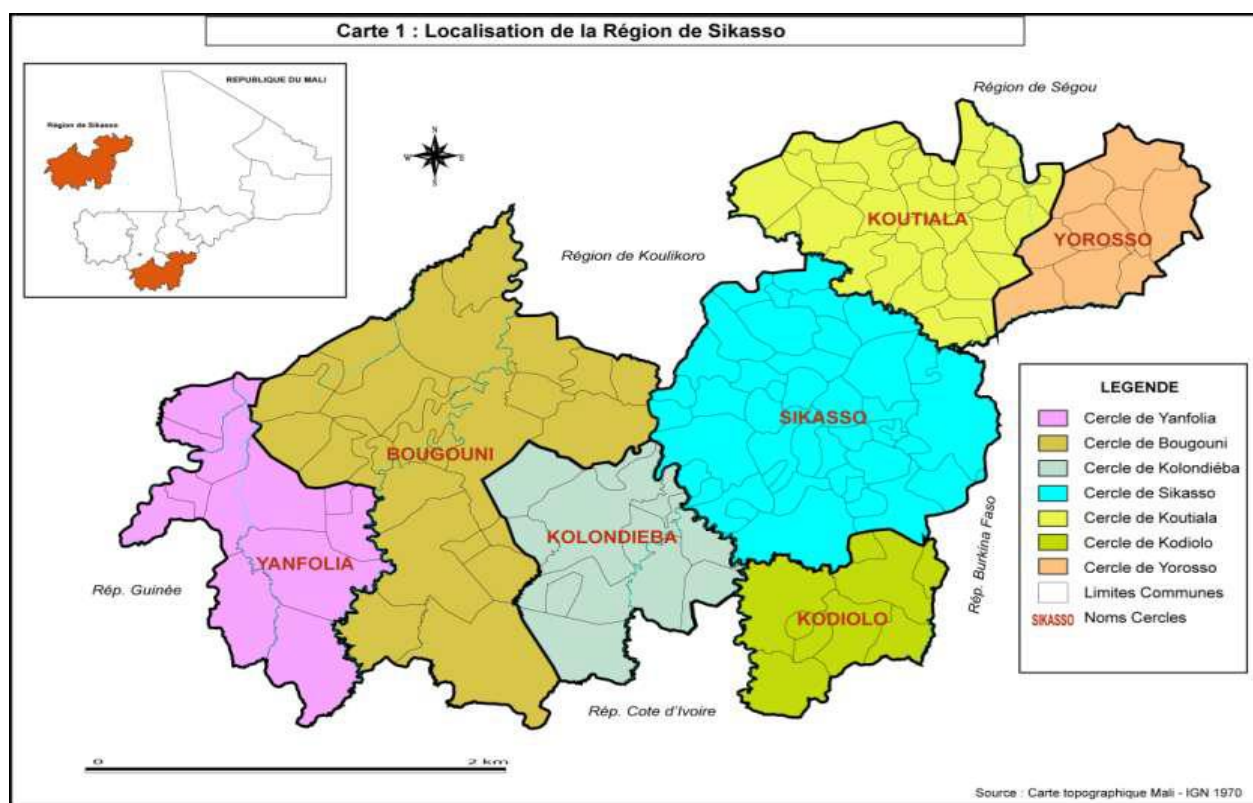 Carte 1 : Localisation de la Région de Sikasso
REPUBLIQUE DU MALI
Région de Sikasso
N
W
E
S
Région de Ségou
Région de Koulikoro
KOUTIALA
YOROSSO
SIKASSO
BOUGOUNI
KOLONDIEBA
YANFOLIA
KODIOLO
Rép. Guinée
Rép. Burkina Faso
Rép. Cote d'Ivoire
LEGENDE
Cercle de Yanfolia
Cercle de Bougouni
Cercle de Kolondiéba
Cercle de Sikasso
Cercle de Koutiala
Cercle de Kodiolo
Cercle de Yorosso
Limites Communes
SIKASSO Noms Cercles
0 2 km
Source : Carte topographique Mali - IGN 1970